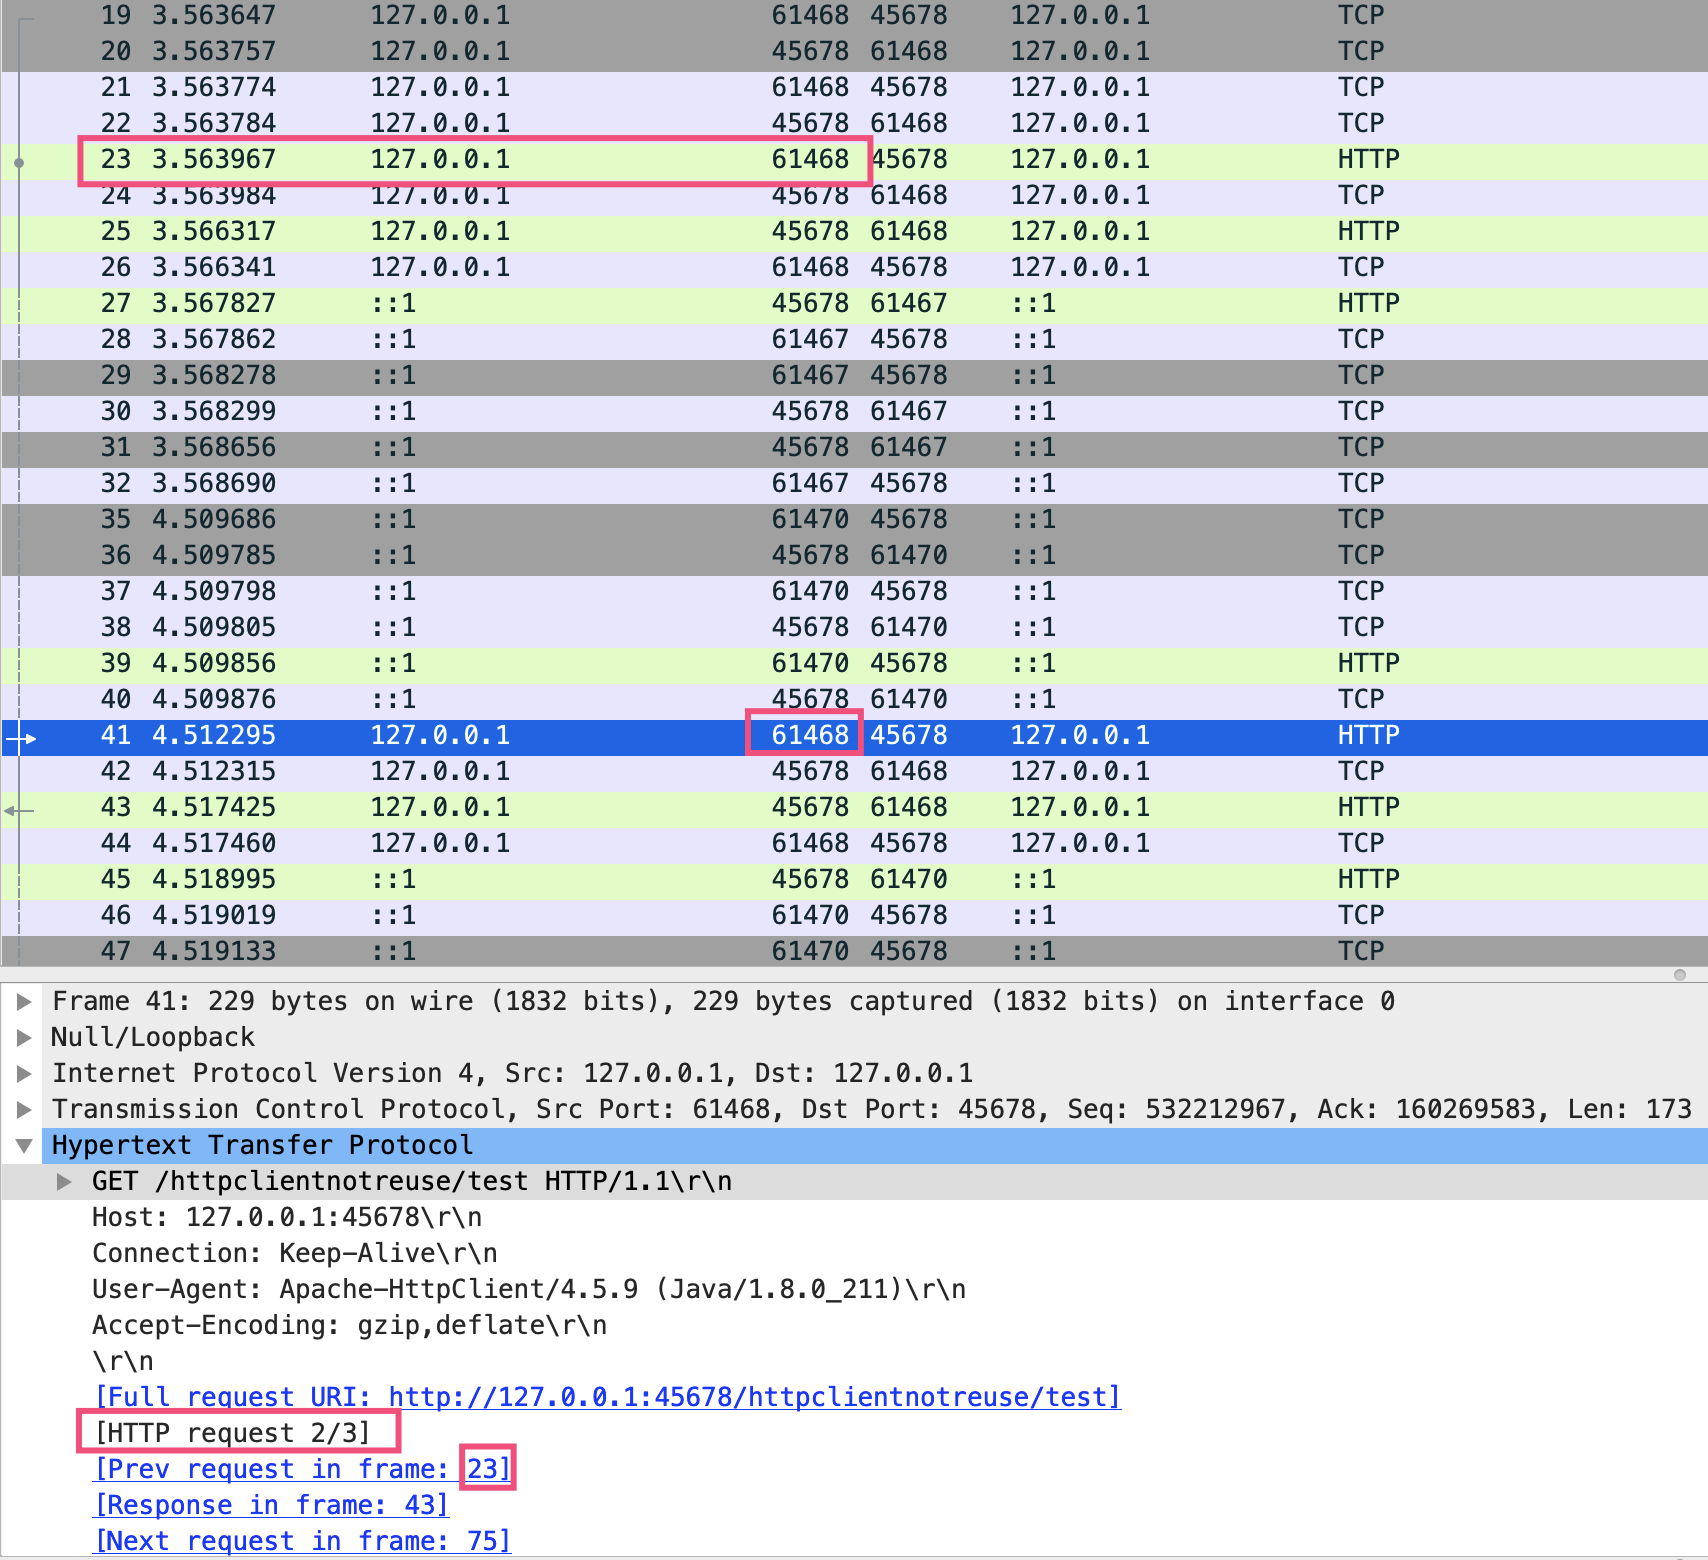 19 3.563647 127.0.0.1 61468 45678 127.0.0.1 TCP
20 3.563757 127.0.0.1 45678 61468 127.0.0.1 TCP
21 3.563774 127.0.0.1 61468 45678 127.0.0.1 TCP
22 3.563784 127.0.0.1 45678 61468 127.0.0.1 TCP
23 3.563967 127.0.0.1 61468 45678 127.0.0.1 HTTP
24 3.563984 127.0.0.1 45678 61468 127.0.0.1 TCP
25 3.566317 127.0.0.1 45678 61468 127.0.0.1 HTTP
26 3.566341 127.0.0.1 61468 45678 127.0.0.1 TCP
27 3.567827 ::1 45678 61467 ::1 HTTP
28 3.567862 ::1 61467 45678 ::1 TCP
29 3.568278 ::1 61467 45678 ::1 TCP
30 3.568299 ::1 45678 61467 ::1 TCP
31 3.568656 ::1 45678 61467 ::1 TCP
32 3.568690 ::1 61467 45678 ::1 TCP
35 4.509686 ::1 61470 45678 ::1 TCP
36 4.509785 ::1 45678 61470 ::1 TCP
37 4.509798 ::1 61470 45678 ::1 TCP
38 4.509805 ::1 45678 61470 ::1 TCP
39 4.509856 ::1 61470 45678 ::1 HTTP
40 4.509876 ::1 45678 61470 ::1 TCP
41 4.512295 127.0.0.1 61468 45678 127.0.0.1 HTTP
42 4.512315 127.0.0.1 45678 61468 127.0.0.1 TCP
43 4.517425 127.0.0.1 45678 61468 127.0.0.1 HTTP
44 4.517460 127.0.0.1 61468 45678 127.0.0.1 TCP
45 4.518995 ::1 45678 61470 ::1 HTTP
46 4.519019 ::1 61470 45678 ::1 TCP
47 4.519133 ::1 61470 45678 ::1 TCP
Frame 41: 229 bytes on wire (1832 bits), 229 bytes captured (1832 bits) on interface 0
Null/Loopback
Internet Protocol Version 4, Src: 127.0.0.1, Dst: 127.0.0.1
Transmission Control Protocol, Src Port: 61468, Dst Port: 45678, Seq: 532212967, Ack: 160269583, Len: 173
Hypertext Transfer Protocol
GET /httpclientnotreuse/test HTTP/1.1\r\n
Host: 127.0.0.1:45678\r\n
Connection: Keep-Alive\r\n
User-Agent: Apache-HttpClient/4.5.9 (Java/1.8.0_211)\r\n
Accept-Encoding: gzip,deflate\r\n
\r\n
[Full request URI: http://127.0.0.1:45678/httpclientnotreuse/test]
[HTTP request 2/3]
[Prev request in frame: 23]
[Response in frame: 43]
[Next request in frame: 75]